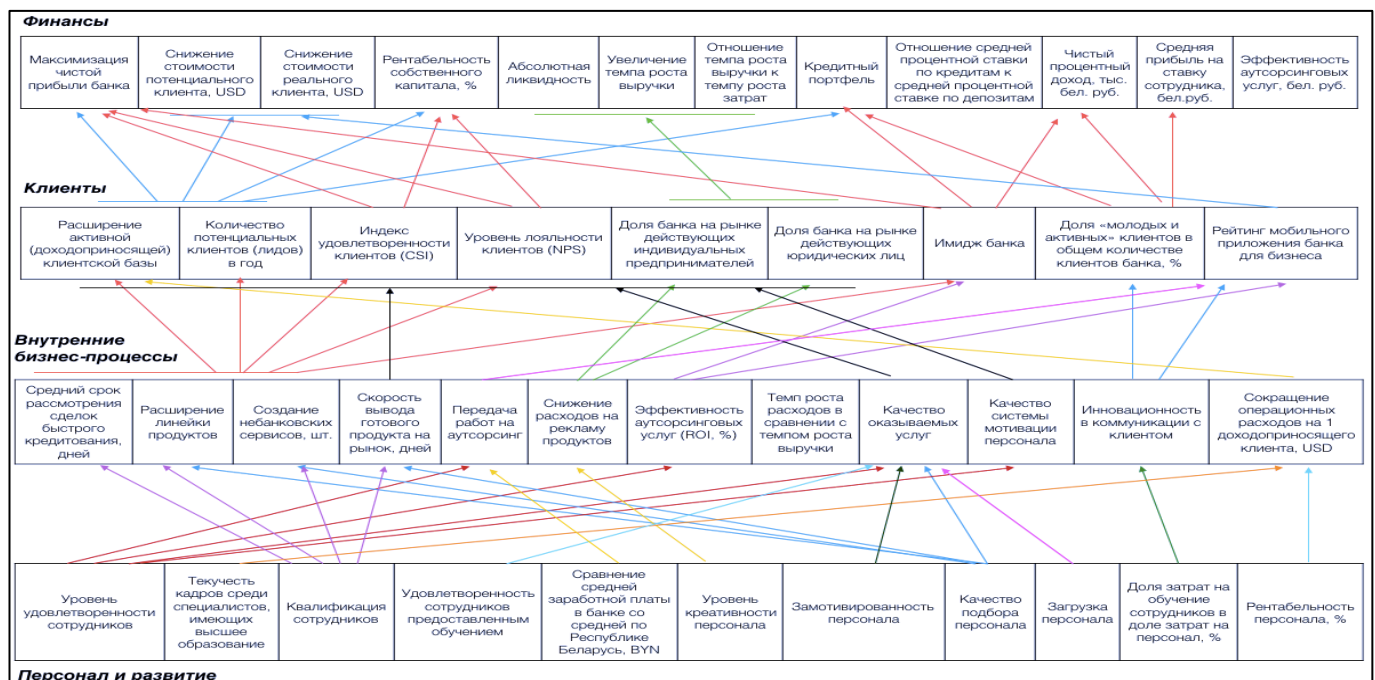 Финансы
Максимизация
чистой
прибыли банка
Снижение
стоимости
потенциального
клиента, USD
Снижение
стоимости
реального
клиента, USD
Рентабельность
собственного
капитала, %
Абсолютная
ликвидность
Увеличение
темпа роста
выручки
Отношение
темпа роста
выручки к
темпу роста
затрат
Кредитный
портфель
Отношение средней
процентной ставки
по кредитам к
средней процентной
ставке по депозитам
Чистый
процентный
доход, тыс.
бел. руб.
Средняя
прибыль на
ставку
сотрудника,
бел.руб.
Эффективность
аутсорсинговых
услуг, бел. руб.
Клиенты
Расширение
активной
(доходоприносящей)
клиентской базы
Количество
потенциальных
клиентов (лидов)
в год
Индекс
удовлетворенности
клиентов (CSI)
Уровень лояльности
клиентов (NPS)
Доля банка на рынке
действующих
индивидуальных
предпринимателей
Доля банка на рынке
действующих
юридических лиц
Имидж банка
Доля «молодых и
активных» клиентов в
общем количестве
клиентов банка, %
Рейтинг мобильного
приложения банка
для бизнеса
Внутренние
бизнес-процессы
Средний срок
рассмотрения
сделок
быстрого
кредитования,
дней
Расширение
линейки
продуктов
Создание
небанковских
сервисов, шт.
Скорость
вывода
готового
продукта на
рынок, дней
Передача
работ на
аутсорсинг
Снижение
расходов на
рекламу
продуктов
Эффективность
аутсорсинговых
услуг (ROI, %)
Темп роста
расходов в
сравнении с
темпом роста
выручки
Качество
оказываемых
услуг
Качество
системы
мотивации
персонала
Инновационность
в коммуникации с
клиентом
Сокращение
операционных
расходов на 1
доходоприносящего
клиента, USD
Уровень
удовлетворенности
сотрудников
Текучесть
кадров среди
специалистов,
имеющих
высшее
образование
Квалификация
сотрудников
Удовлетворенность
сотрудников
предоставленным
обучением
Сравнение
средней
заработной платы
в банке со
средней по
Республике
Беларусь, BYN
Уровень
креативности
персонала
Замотивированность
персонала
Качество
подбора
персонала
Загрузка
персонала
Доля затрат на
обучение
сотрудников в
доле затрат на
персонал, %
Рентабельность
персонала, %
Персонал и развитие